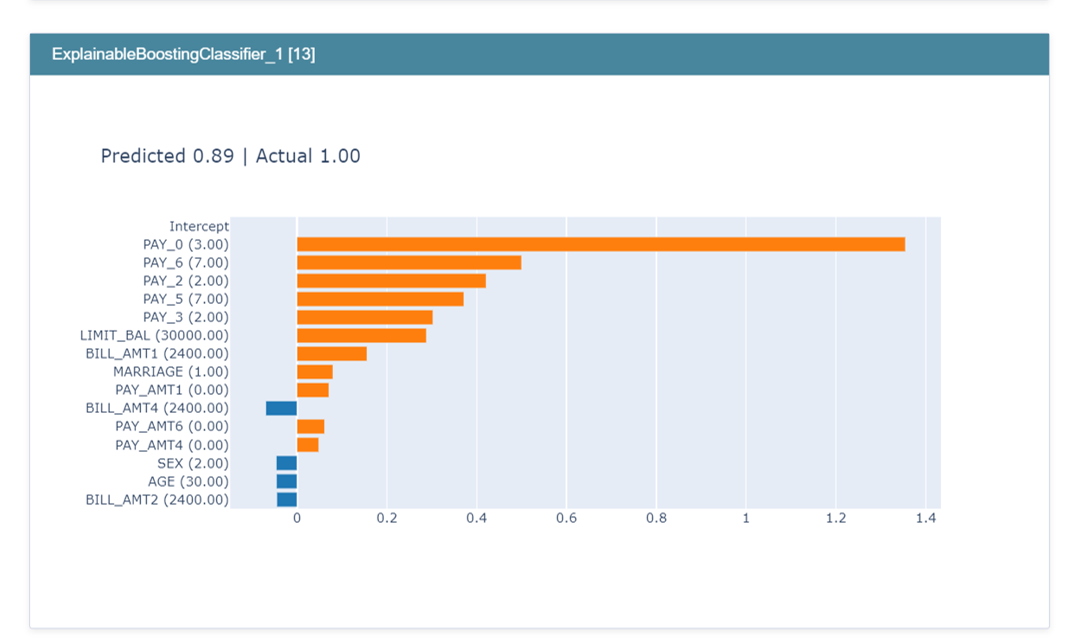 ExplainableBoostingClassifier_1 [13]
Predicted 0.89 | Actual 1.00
Intercept
PAY_0 (3.00)
PAY_6 (7.00)
PAY_2 (2.00)
PAY_5 (7.00)
PAY_3 (2.00)
LIMIT_BAL (30000.00)
BILL_AMT1 (2400.00)
MARRIAGE (1.00)
PAY_AMT1 (0.00)
BILL_AMT4 (2400.00)
PAY_AMT6 (0.00)
PAY_AMT4 (0.00)
SEX (2.00)
AGE (30.00)
BILL_AMT2 (2400.00)
0 0.2 0.4 0.6 0.8 1 1.2 1.4